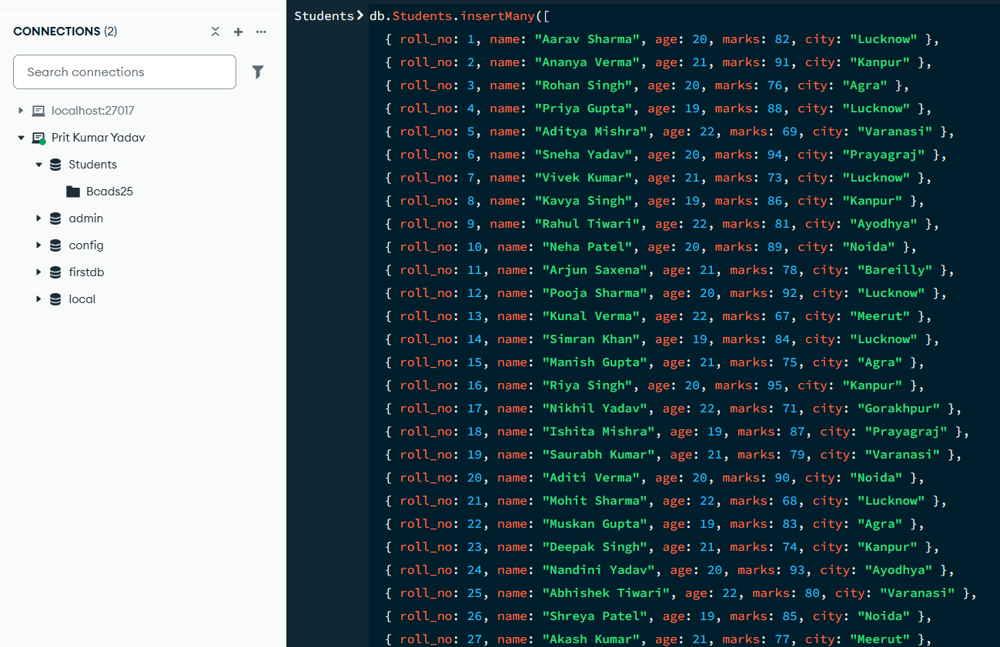 CONNECTIONS (2)
Search connections
localhost:27017
Prit Kumar Yadav
Students
Bcads25
admin
config
firstdb
local
Students> db.Students.insertMany([
{ roll_no: 1, name: "Aarav Sharma", age: 20, marks: 82, city: "Lucknow" },
{ roll_no: 2, name: "Ananya Verma", age: 21, marks: 91, city: "Kanpur" },
{ roll_no: 3, name: "Rohan Singh", age: 20, marks: 76, city: "Agra" },
{ roll_no: 4, name: "Priya Gupta", age: 19, marks: 88, city: "Lucknow" },
{ roll_no: 5, name: "Aditya Mishra", age: 22, marks: 69, city: "Varanasi" },
{ roll_no: 6, name: "Sneha Yadav", age: 20, marks: 94, city: "Prayagraj" },
{ roll_no: 7, name: "Vivek Kumar", age: 21, marks: 73, city: "Lucknow" },
{ roll_no: 8, name: "Kavya Singh", age: 19, marks: 86, city: "Kanpur" },
{ roll_no: 9, name: "Rahul Tiwari", age: 22, marks: 81, city: "Ayodhya" },
{ roll_no: 10, name: "Neha Patel", age: 20, marks: 89, city: "Noida" },
{ roll_no: 11, name: "Arjun Saxena", age: 21, marks: 78, city: "Bareilly" },
{ roll_no: 12, name: "Pooja Sharma", age: 20, marks: 92, city: "Lucknow" },
{ roll_no: 13, name: "Kunal Verma", age: 22, marks: 67, city: "Meerut" },
{ roll_no: 14, name: "Simran Khan", age: 19, marks: 84, city: "Lucknow" },
{ roll_no: 15, name: "Manish Gupta", age: 21, marks: 75, city: "Agra" },
{ roll_no: 16, name: "Riya Singh", age: 20, marks: 95, city: "Kanpur" },
{ roll_no: 17, name: "Nikhil Yadav", age: 22, marks: 71, city: "Gorakhpur" },
{ roll_no: 18, name: "Ishita Mishra", age: 19, marks: 87, city: "Prayagraj" },
{ roll_no: 19, name: "Saurabh Kumar", age: 21, marks: 79, city: "Varanasi" },
{ roll_no: 20, name: "Aditi Verma", age: 20, marks: 90, city: "Noida" },
{ roll_no: 21, name: "Mohit Sharma", age: 22, marks: 68, city: "Lucknow" },
{ roll_no: 22, name: "Muskan Gupta", age: 19, marks: 83, city: "Agra" },
{ roll_no: 23, name: "Deepak Singh", age: 21, marks: 74, city: "Kanpur" },
{ roll_no: 24, name: "Nandini Yadav", age: 20, marks: 93, city: "Ayodhya" },
{ roll_no: 25, name: "Abhishek Tiwari", age: 22, marks: 80, city: "Varanasi" },
{ roll_no: 26, name: "Shreya Patel", age: 19, marks: 85, city: "Noida" },
{ roll_no: 27, name: "Akash Kumar", age: 21, marks: 77, city: "Meerut" },